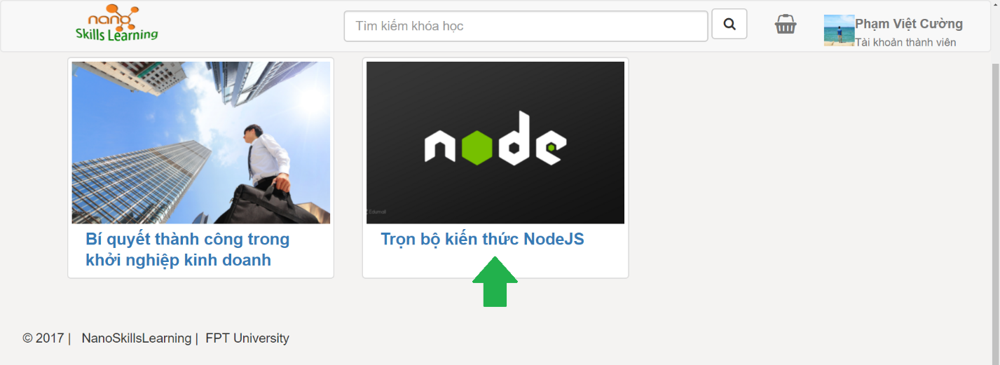 nano
Skills Learning
Tìm kiếm khóa học
Phạm Việt Cường
Tài khoản thành viên
node
Edumall
Bí quyết thành công trong
khởi nghiệp kinh doanh
Trọn bộ kiến thức NodeJS
© 2017 | NanoSkillsLearning | FPT University